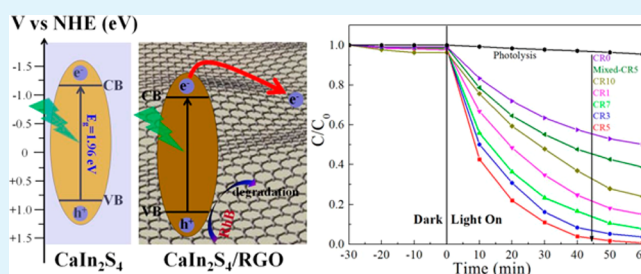 V vs NHE (eV)
-1.5
-1.0
-0.5
0
+0.5
+1.0
+1.5
e-
CB
Eg=1.96 eV
VB
h+
CaIn2S4
e-
CB
e-
VB
h+
degradation
RhB
CaIn2S4/RGO
C/C0
1.0
0.8
0.6
0.4
0.2
0.0
Photolysis
CR0
Mixed-CR5
CR10
CR1
CR7
CR3
CR5
Dark
Light On
-30 -20 -10 0 10 20 30 40 50 60
Time (min)